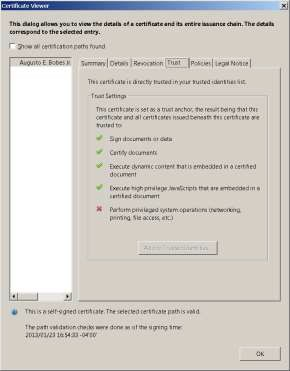 Certificate Viewer
This dialog allows you to view the details of a certificate and its entire issuance chain. The details
correspond to the selected entry.
Show all certification paths found
Augusto E. Bobes Jr.
Summary Details Revocation Trust Policies Legal Notice
This certificate is directly trusted in your trusted identities list.
Trust Settings
This certificate is set as a trust anchor, the result being that this
certificate and all certificates issued beneath this certificate are
trusted to:
Sign documents or data
Certify documents
Execute dynamic content that is embedded in a certified
document
Execute high privilege JavaScripts that are embedded in a
certified document
Perform privileged system operations (networking,
printing, file access, etc.)
This is a self-signed certificate. The selected certificate path is valid.
The path validation checks were done as of the signing time:
2013/01/23 16:54:33 -04'00'
OK